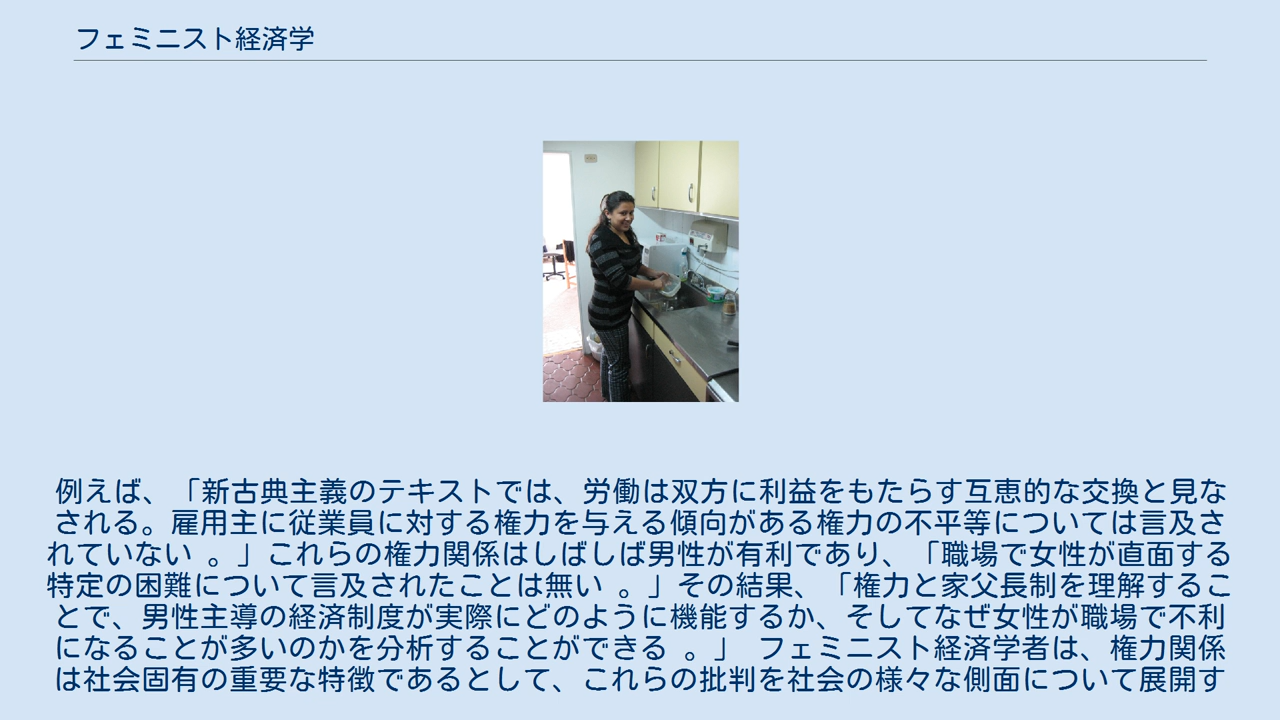 フェミニスト経済学
例えば、「新古典主義のテキストでは、労働は双方に利益をもたらす互恵的な交換と見な
される。雇用主に従業員に対する権力を与える傾向がある権力の不平等については言及さ
れていない 。」これらの権力関係はしばしば男性が有利であり、「職場で女性が直面する
特定の困難について言及されたことは無い 。」その結果、「権力と家父長制を理解するこ
とで、男性主導の経済制度が実際にどのように機能するか、そしてなぜ女性が職場で不利
になることが多いのかを分析することができる 。」 フェミニスト経済学者は、権力関係
は社会固有の重要な特徴であるとして、これらの批判を社会の様々な側面について展開す